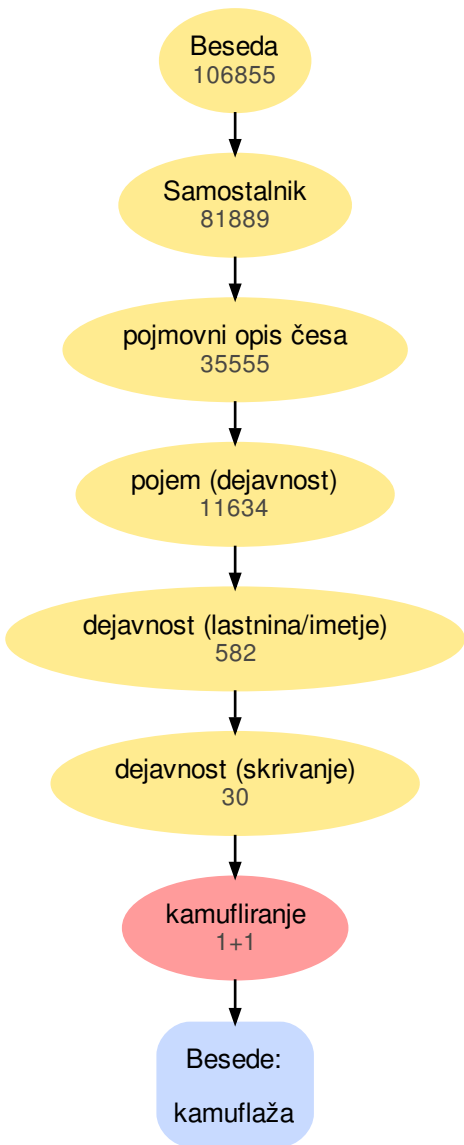 Beseda
106855
Samostalnik
81889
pojmovni opis česa
35555
pojem (dejavnost)
11634
dejavnost (lastnina/imetje)
582
dejavnost (skrivanje)
30
kamufliranje
1+1
Besede:
kamuflaža